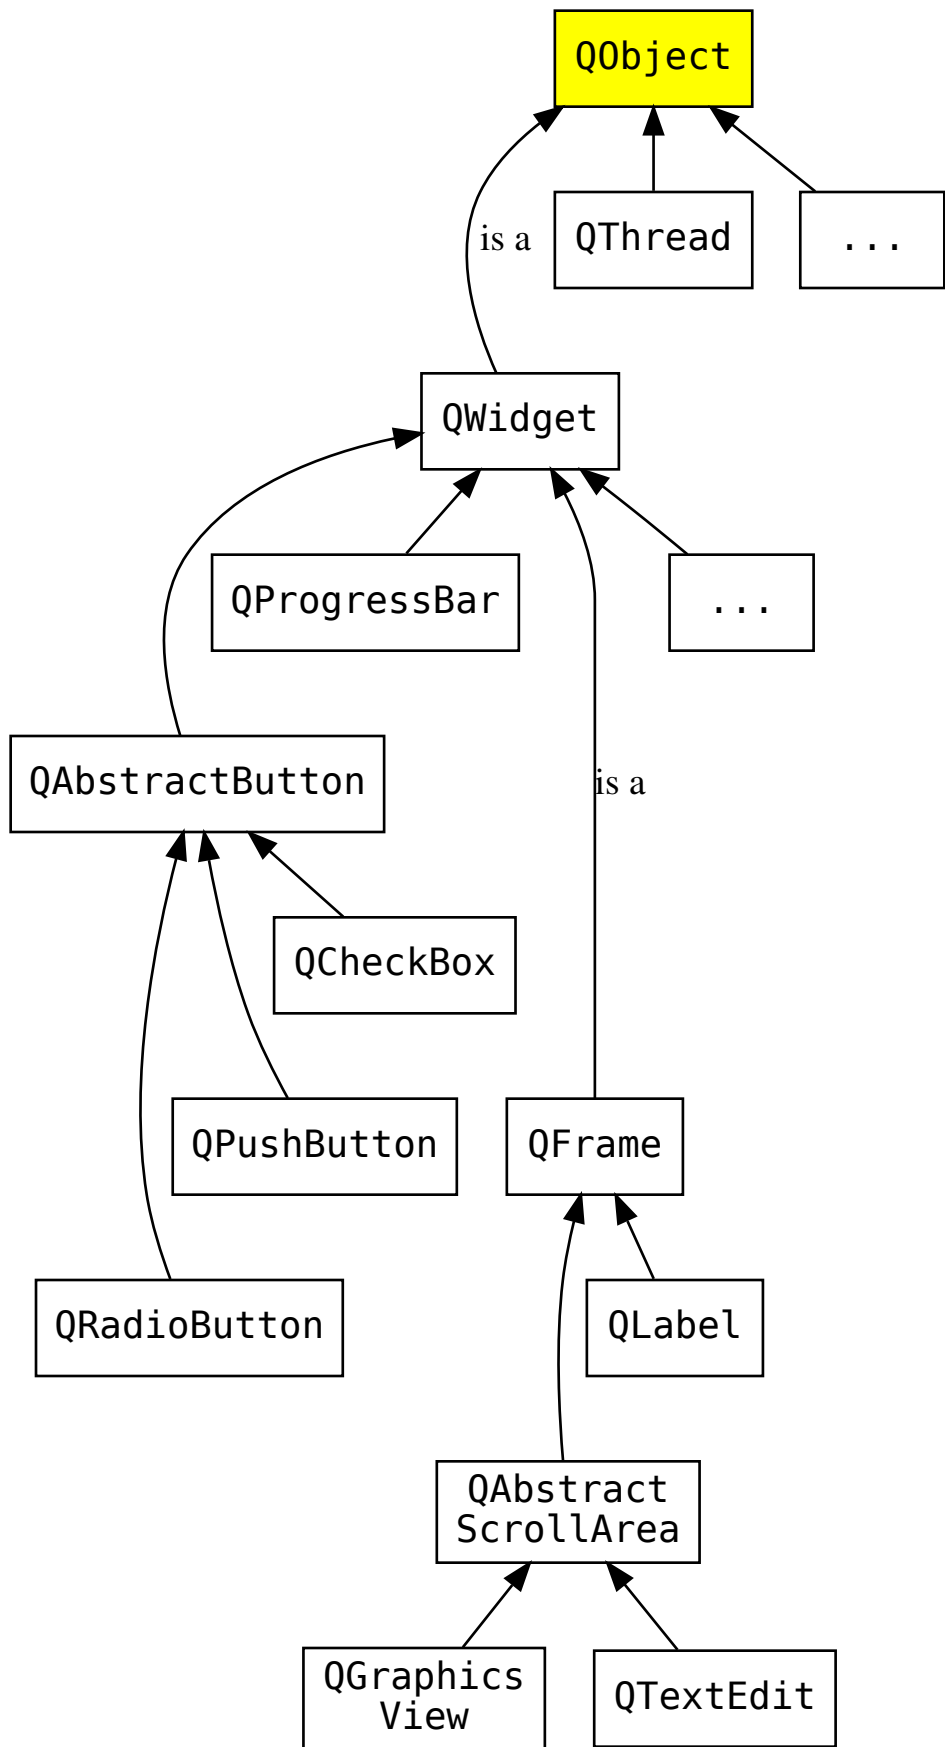 QObject
is a
QThread
...
QWidget
QProgressBar
...
QAbstractButton
is a
QCheckBox
QPushButton
QFrame
QRadioButton
QLabel
QAbstract
ScrollArea
QGraphics
View
QTextEdit